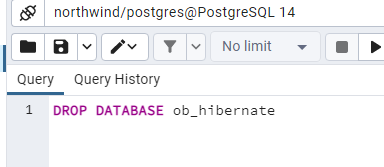 northwind/postgres@PostgreSQL 14
No limit
Query Query History
1 DROP DATABASE ob_hibernate